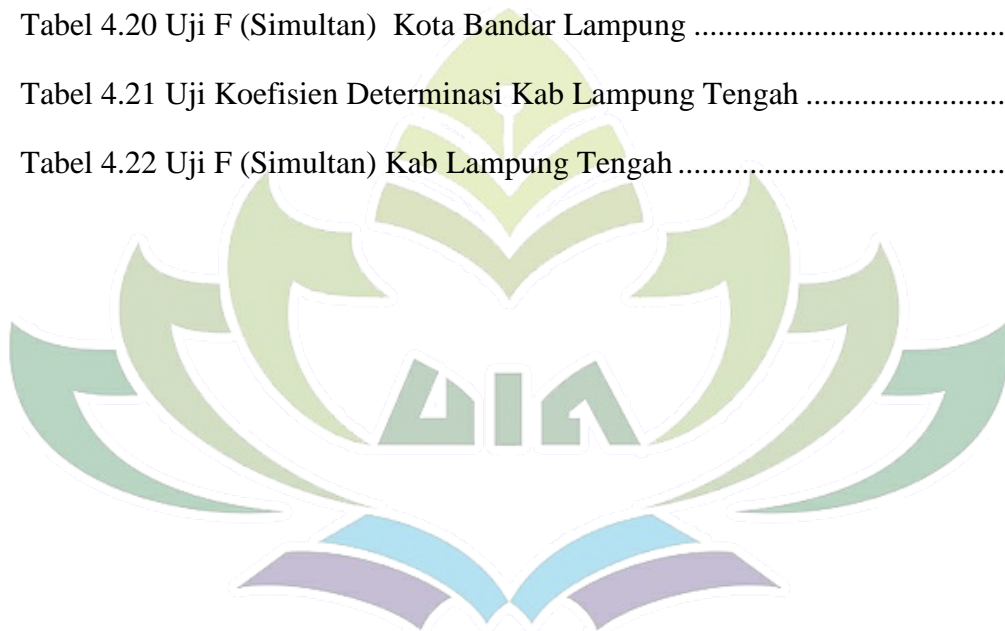 Tabel 4.20 Uji F (Simultan)  Kota Bandar Lampung ....................................
Tabel 4.21 Uji Koefisien Determinasi Kab Lampung Tengah .......................
Tabel 4.22 Uji F (Simultan) Kab Lampung Tengah ......................................
UIN